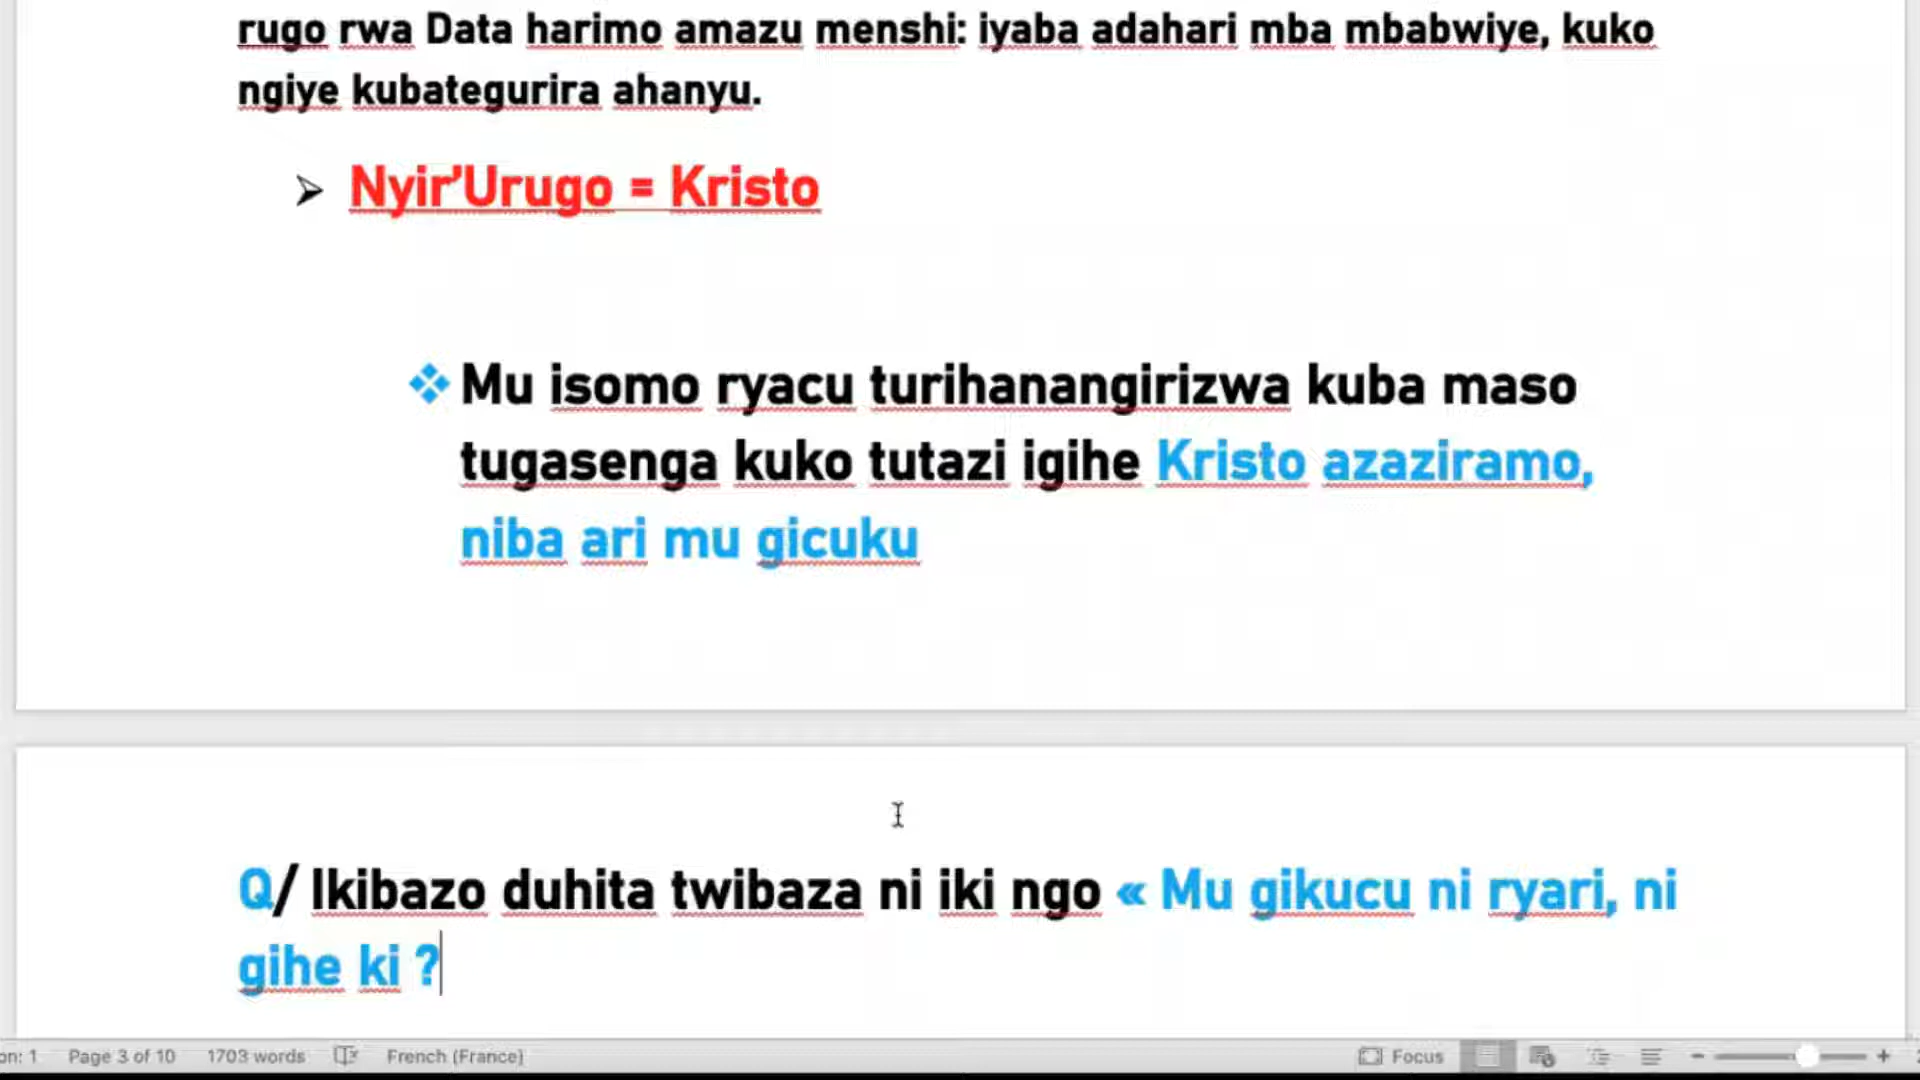 rugo rwa Data harimo amazu menshi: iyaba adahari mba mbabwiye, kuko
ngiye kubategurira ahanyu.
➢ Nyir’Urugo = Kristo
❖ Mu isomo ryacu turihanangirizwa kuba maso
tugasenga kuko tutazi igihe Kristo azaziramo,
niba ari mu gicuku
Q/ Ikibazo duhita twibaza ni iki ngo « Mu gikucu ni ryari, ni
gihe ki ?
on: 1 Page 3 of 10 1703 words French (France) Focus